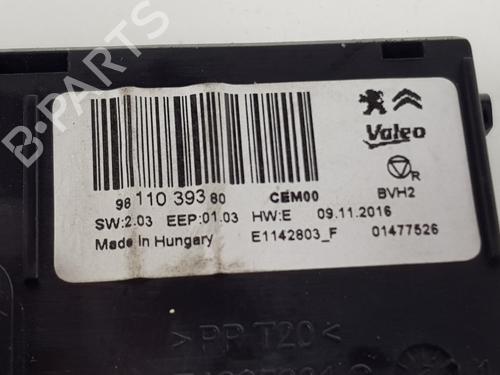 B-PARTS
Valeo
R
98 110 393 80 CEM00 BVH2
SW:2.03 EEP:01.03 HW:E 09.11.2016
Made in Hungary E1142803_F 01477526
>PP T20<